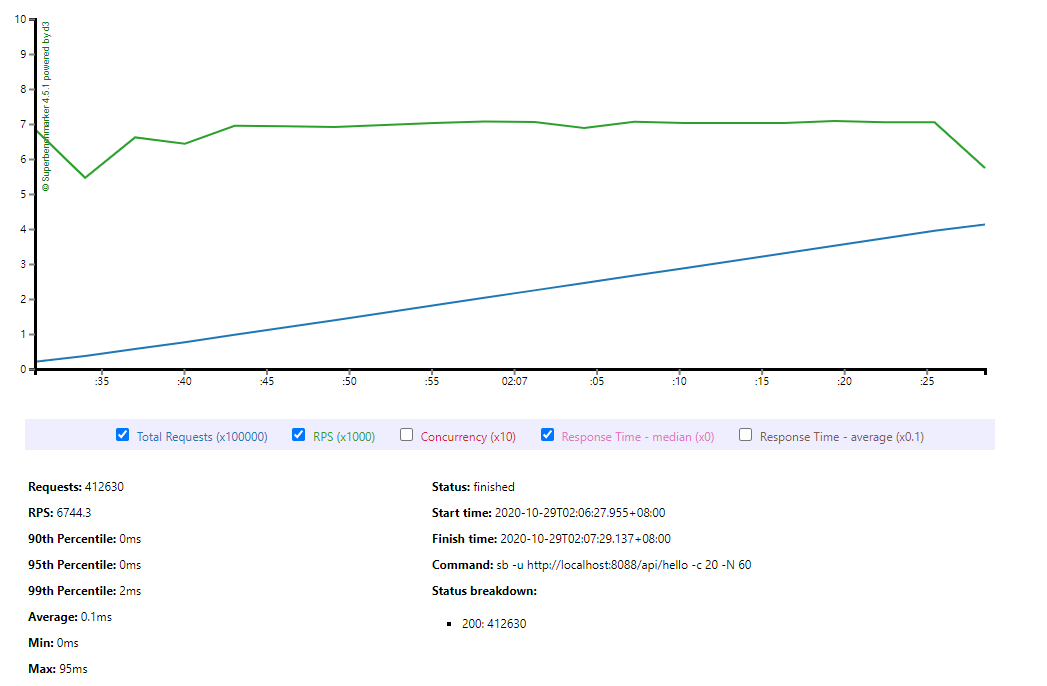 10
9
8
7
6
5
4
3
2
1
0
© Superbenchmarker 4.5.1 powered by d3
:35 :40 :45 :50 :55 02:07 :05 :10 :15 :20 :25
Total Requests (x100000) RPS (x1000) Concurrency (x10) Response Time - median (x0) Response Time - average (x0.1)
Requests: 412630
RPS: 6744.3
90th Percentile: 0ms
95th Percentile: 0ms
99th Percentile: 2ms
Average: 0.1ms
Min: 0ms
Max: 95ms
Status: finished
Start time: 2020-10-29T02:06:27.955+08:00
Finish time: 2020-10-29T02:07:29.137+08:00
Command: sb -u http://localhost:8088/api/hello -c 20 -N 60
Status breakdown:
200: 412630